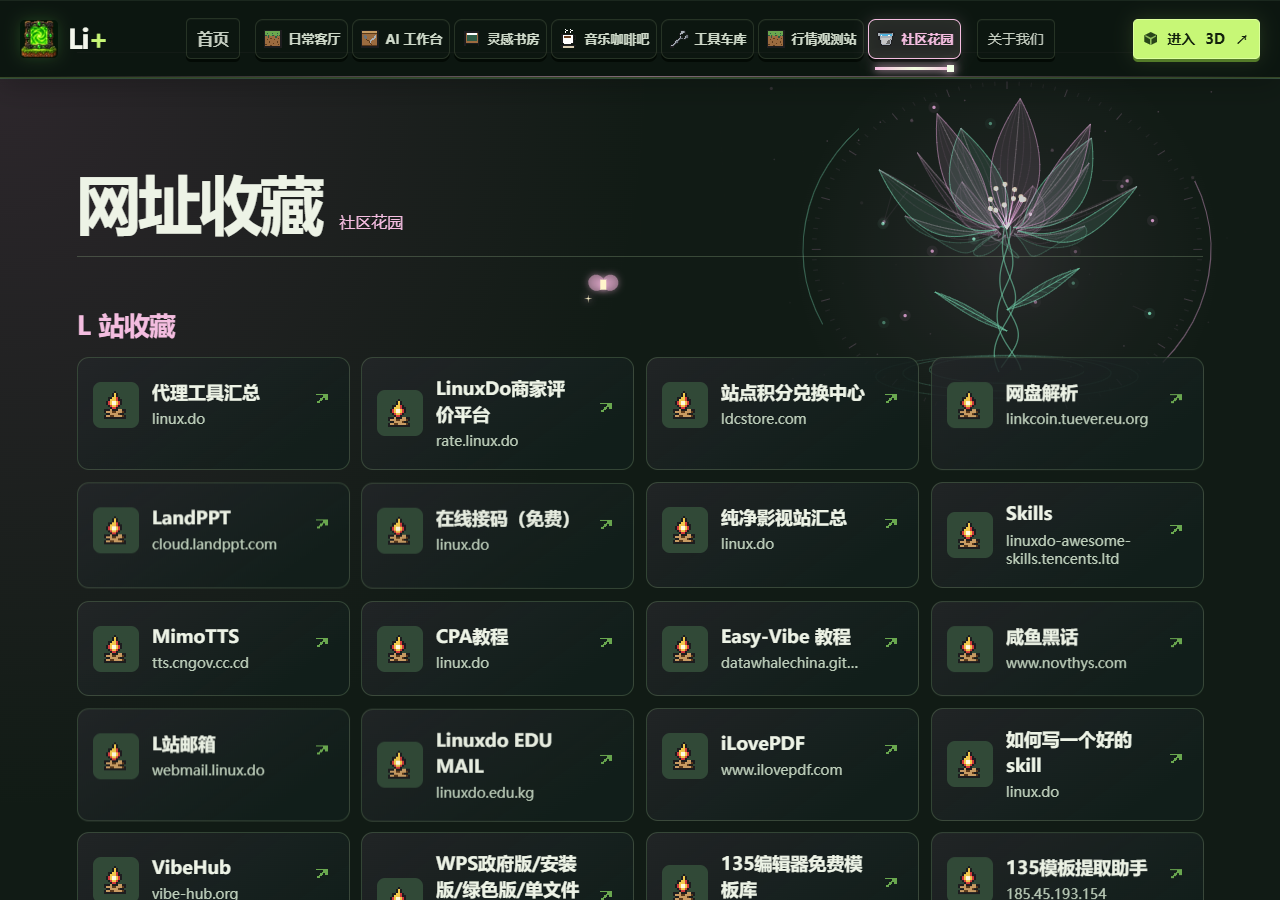 Li+
首页
日常客厅
AI 工作台
灵感书房
音乐咖啡吧
工具车库
行情观测站
社区花园
关于我们
进入 3D ↗
网址收藏
社区花园
L 站收藏
代理工具汇总
linux.do
LinuxDo商家评
价平台
rate.linux.do
站点积分兑换中心
ldcstore.com
网盘解析
linkcoin.tuever.eu.org
LandPPT
cloud.landppt.com
在线接码（免费）
linux.do
纯净影视站汇总
linux.do
Skills
linuxdo-awesome-
skills.tencents.ltd
MimoTTS
tts.cngov.cc.cd
CPA教程
linux.do
Easy-Vibe 教程
datawhalechina.git...
咸鱼黑话
www.novthys.com
L站邮箱
webmail.linux.do
Linuxdo EDU
MAIL
linuxdo.edu.kg
iLovePDF
www.ilovepdf.com
如何写一个好的
skill
linux.do
VibeHub
vibe-hub.org
WPS政府版/安装
版/绿色版/单文件
135编辑器免费模
板库
135模板提取助手
185.45.193.154